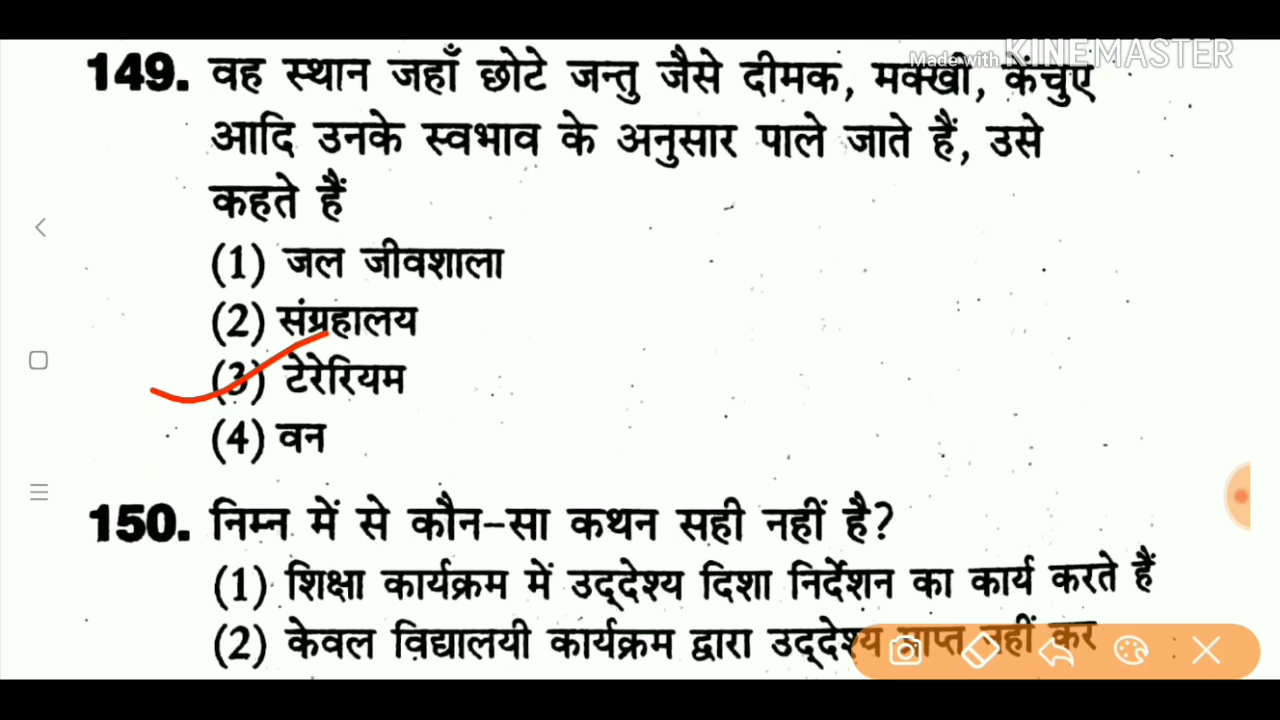 Made with KINEMASTER
149. वह स्थान जहाँ छोटे जन्तु जैसे दीमक, मक्खी, केंचुए
आदि उनके स्वभाव के अनुसार पाले जाते हैं, उसे
कहते हैं
(1) जल जीवशाला
(2) संग्रहालय
(3) टेरेरियम
(4) वन
150. निम्न में से कौन-सा कथन सही नहीं है?
(1) शिक्षा कार्यक्रम में उद्देश्य दिशा निर्देशन का कार्य करते हैं
(2) केवल विद्यालयी कार्यक्रम द्वारा उद्देश्य प्राप्त नहीं कर